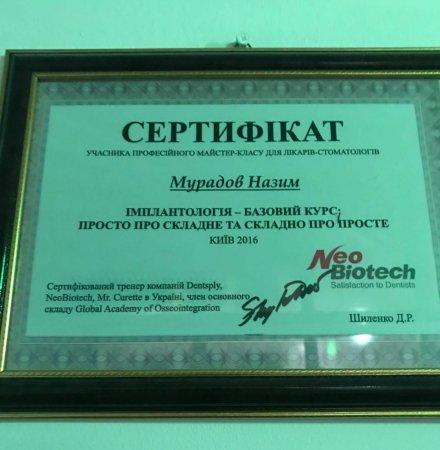 СЕРТИФІКАТ
УЧАСНИКА ПРОФЕСІЙНОГО МАЙСТЕР-КЛАСУ ДЛЯ ЛІКАРІВ-СТОМАТОЛОГІВ
Мурадов Назим
ІМПЛАНТОЛОГІЯ – БАЗОВИЙ КУРС:
ПРОСТО ПРО СКЛАДНЕ ТА СКЛАДНО ПРО ПРОСТЕ
КИЇВ 2016
Neo
Biotech
Satisfaction to Dentists
Сертифікований тренер компаній Dentsply,
NeoBiotech, Mr. Curette в Україні, член основного
складу Global Academy of Osseointegration
Шиленко Д.Р.